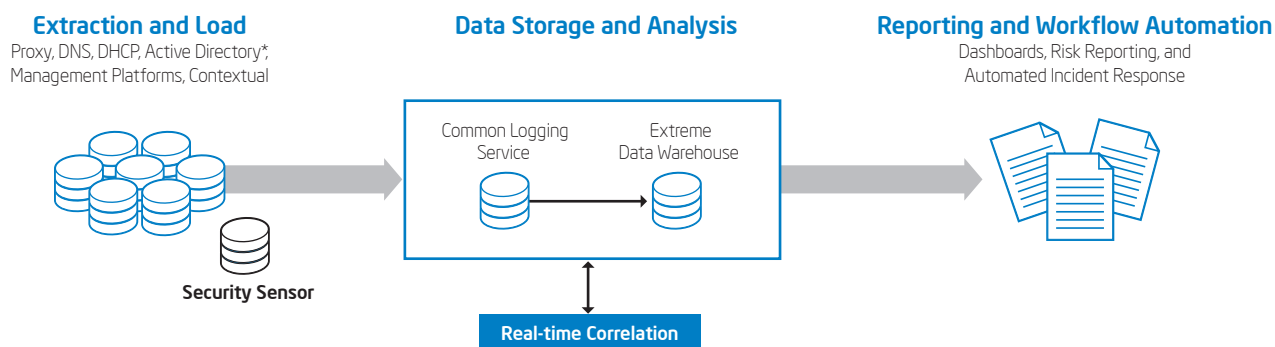 Extraction and Load
Proxy, DNS, DHCP, Active Directory*,
Management Platforms, Contextual
Security Sensor
Data Storage and Analysis
Common Logging
Service
Extreme
Data Warehouse
Real-time Correlation
Reporting and Workflow Automation
Dashboards, Risk Reporting, and
Automated Incident Response